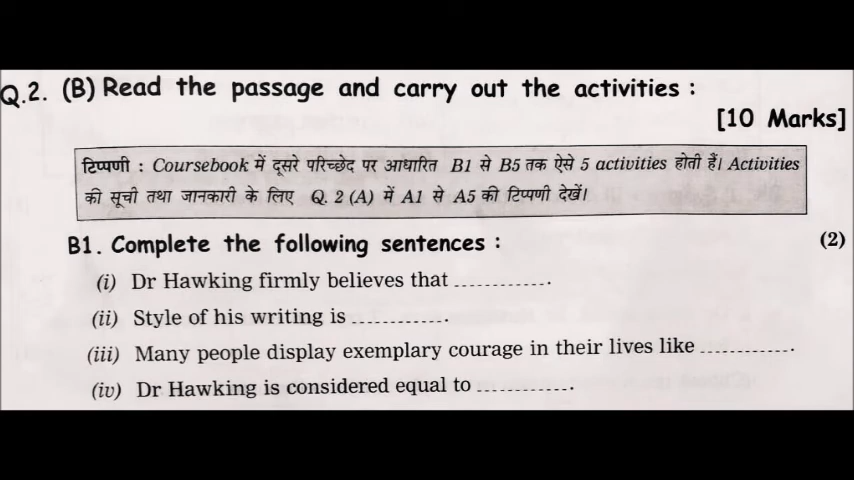 Q.2. (B) Read the passage and carry out the activities :
[10 Marks]
टिप्पणी : Coursebook में दूसरे परिच्छेद पर आधारित B1 से B5 तक ऐसे 5 activities होती हैं। Activities
की सूची तथा जानकारी के लिए Q. 2 (A) में A1 से A5 की टिप्पणी देखें।
B1. Complete the following sentences : (2)
(i) Dr Hawking firmly believes that ............
(ii) Style of his writing is ............
(iii) Many people display exemplary courage in their lives like ............
(iv) Dr Hawking is considered equal to ............